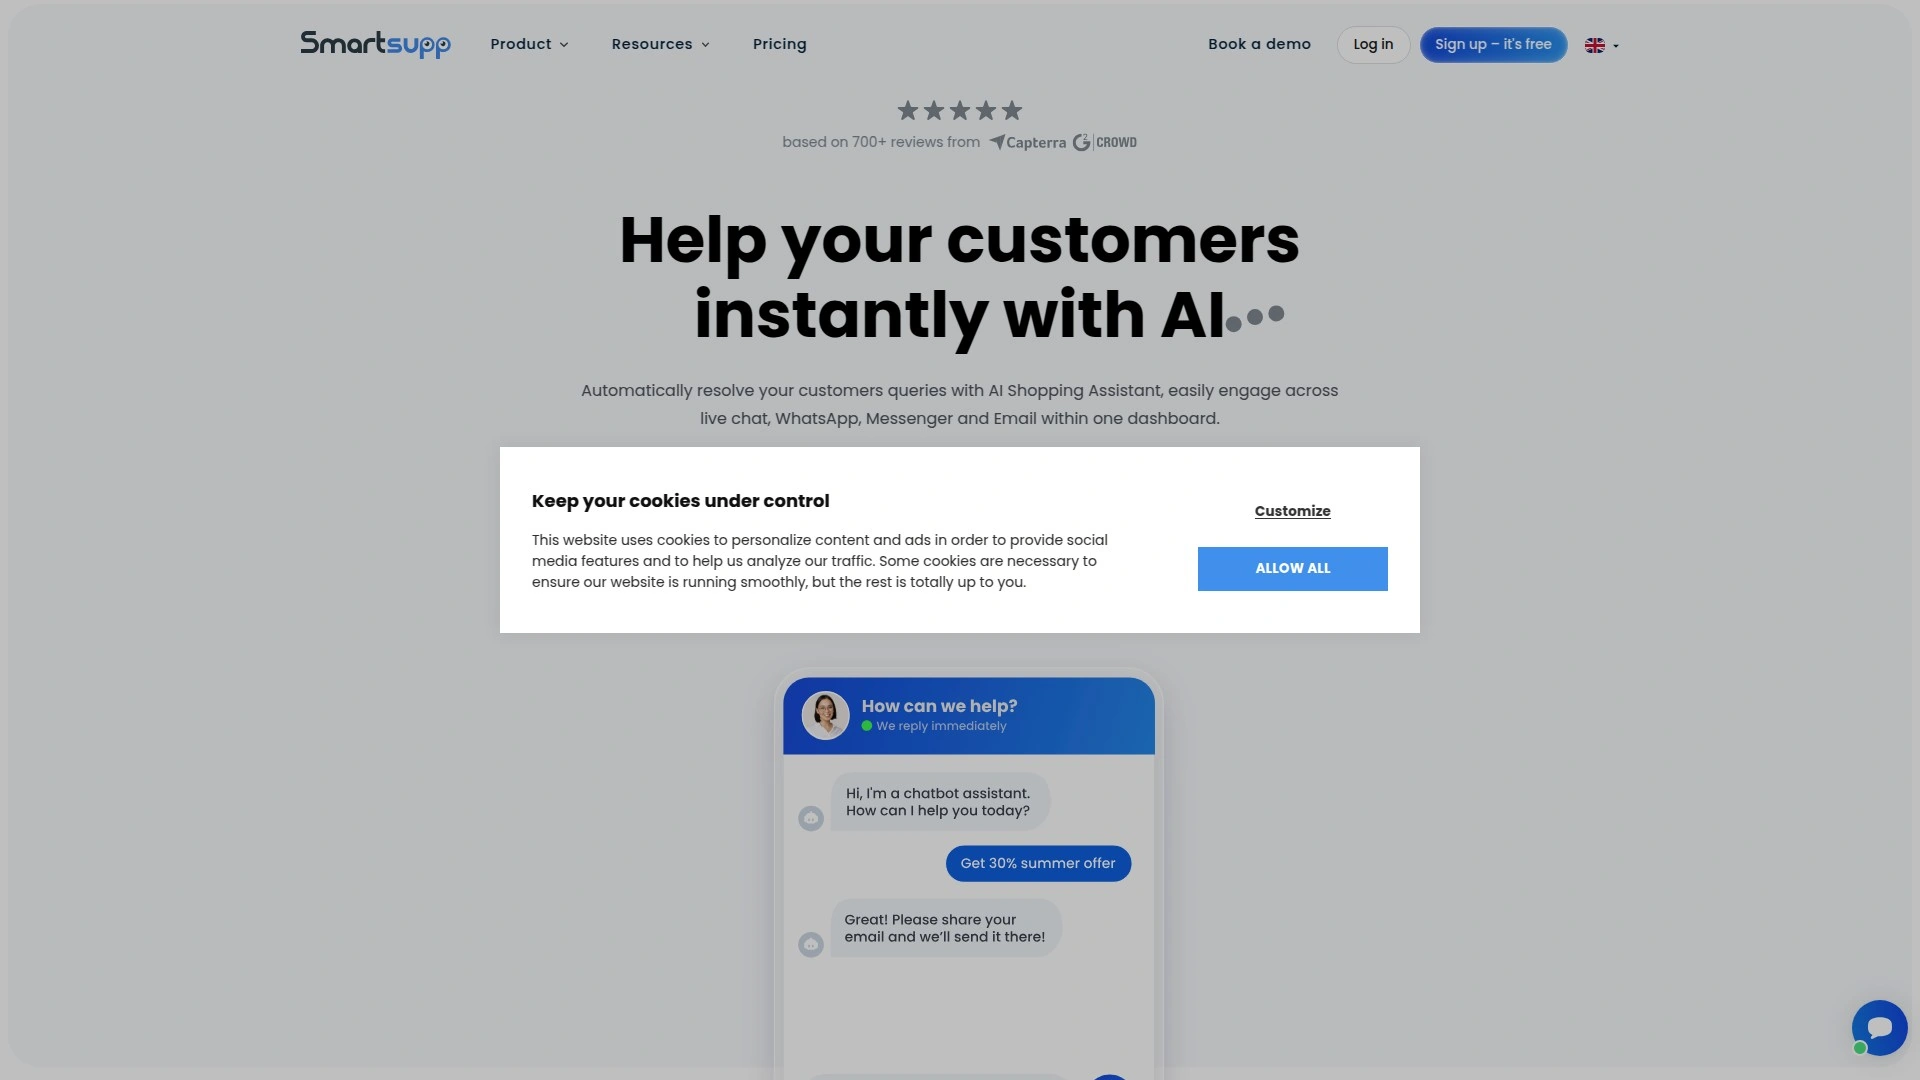 Smartsupp
Product
Resources
Pricing
Book a demo
Log in
Sign up – it's free
based on 700+ reviews from Capterra G2 CROWD
Help your customers
instantly with AI
Automatically resolve your customers queries with AI Shopping Assistant, easily engage across
live chat, WhatsApp, Messenger and Email within one dashboard.
Keep your cookies under control
This website uses cookies to personalize content and ads in order to provide social
media features and to help us analyze our traffic. Some cookies are necessary to
ensure our website is running smoothly, but the rest is totally up to you.
Customize
ALLOW ALL
How can we help?
We reply immediately
Hi, I'm a chatbot assistant.
How can I help you today?
Get 30% summer offer
Great! Please share your
email and we’ll send it there!